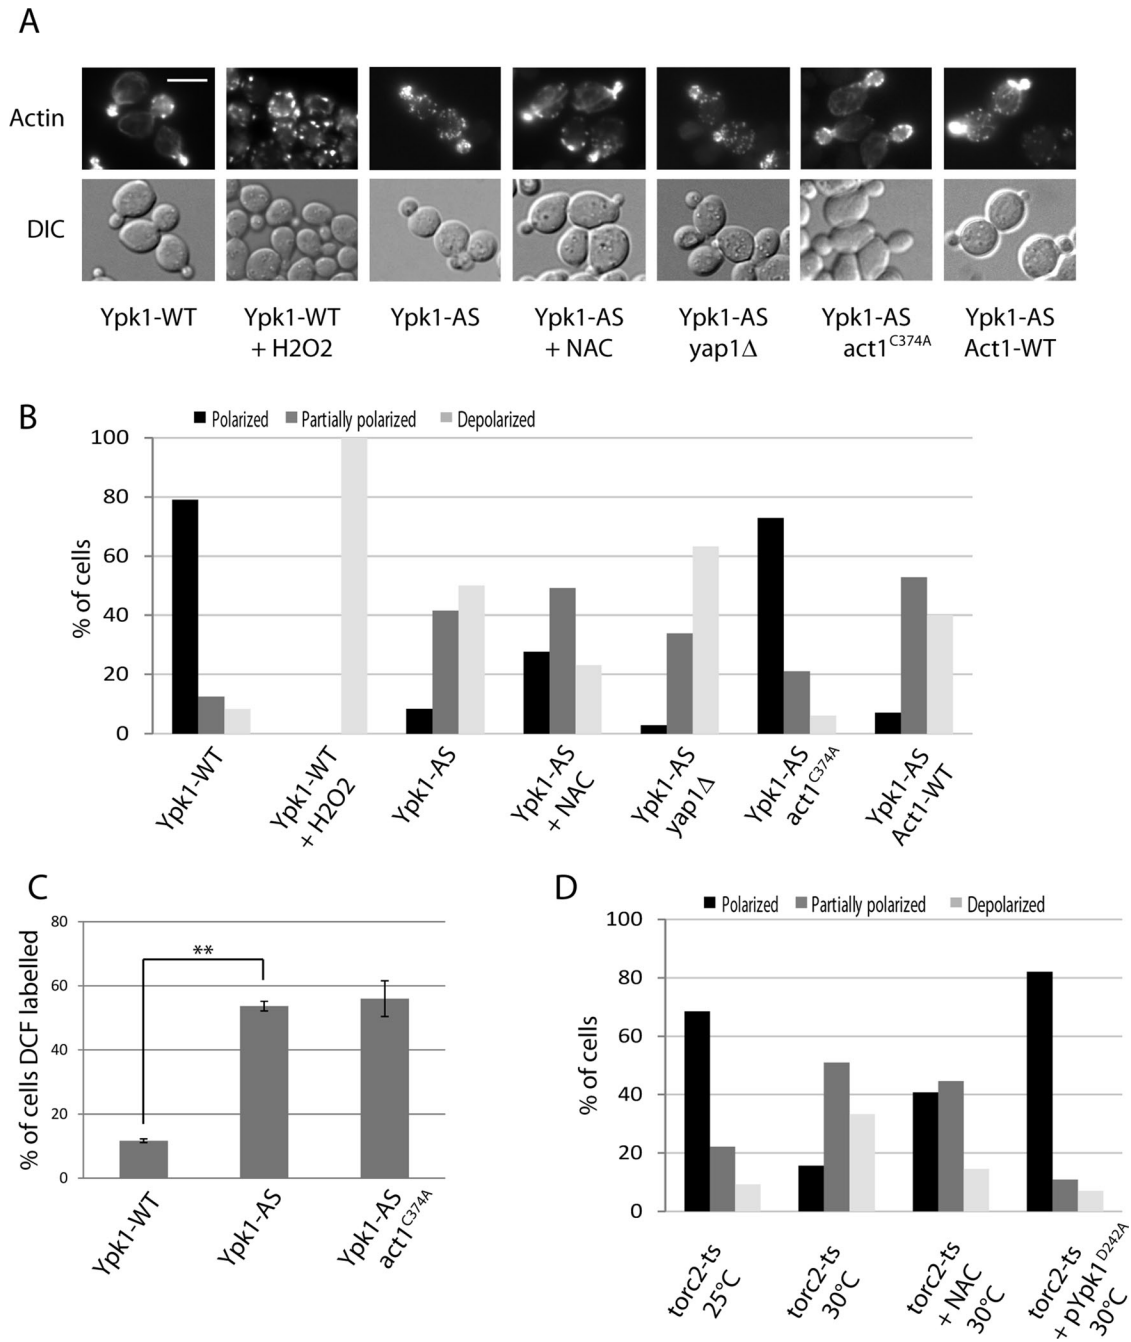 A
Actin
DIC
Ypk1-WT
Ypk1-WT
+ H2O2
Ypk1-AS
Ypk1-AS
+ NAC
Ypk1-AS
yap1Δ
Ypk1-AS
act1C374A
Ypk1-AS
Act1-WT
B
Polarized Partially polarized Depolarized
% of cells
100
80
60
40
20
0
Ypk1-WT
Ypk1-WT
+ H2O2
Ypk1-AS
Ypk1-AS
+ NAC
Ypk1-AS
yap1Δ
Ypk1-AS
act1C374A
Ypk1-AS
Act1-WT
C
% of cells DCF labelled
80
60
40
20
0
**
Ypk1-WT
Ypk1-AS
Ypk1-AS
act1C374A
D
Polarized Partially polarized Depolarized
% of cells
100
80
60
40
20
0
torc2-ts
25°C
torc2-ts
30°C
torc2-ts
+ NAC
30°C
torc2-ts
+ pYpk1D242A
30°C